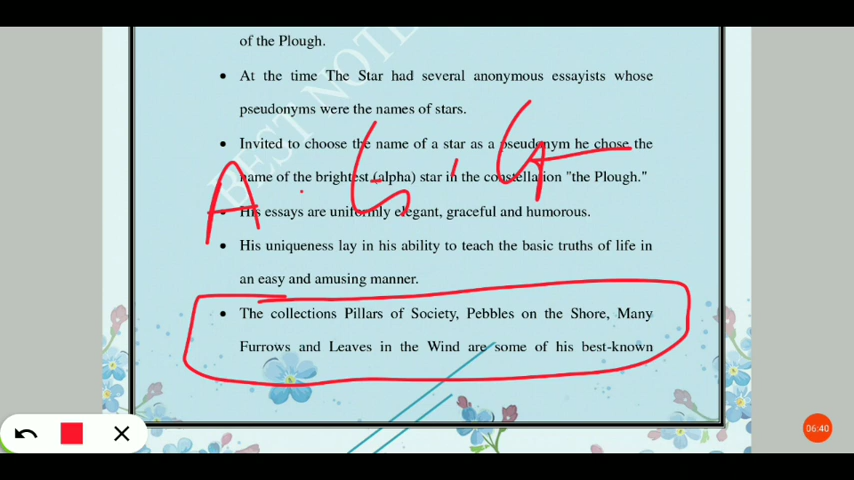 of the Plough.
• At the time The Star had several anonymous essayists whose
pseudonyms were the names of stars.
• Invited to choose the name of a star as a pseudonym he chose the
name of the brightest (alpha) star in the constellation "the Plough."
• His essays are uniformly elegant, graceful and humorous.
• His uniqueness lay in his ability to teach the basic truths of life in
an easy and amusing manner.
• The collections Pillars of Society, Pebbles on the Shore, Many
Furrows and Leaves in the Wind are some of his best-known
BEST NOTE
A . G . G
06:40